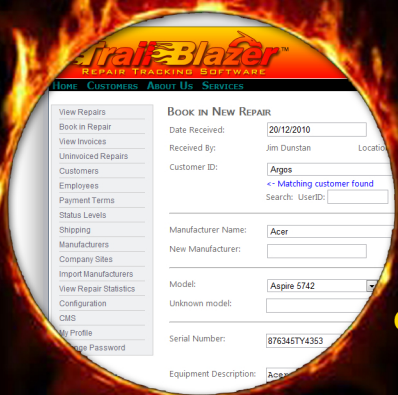 Trail Blazer™
REPAIR TRACKING SOFTWARE
HOME CUSTOMERS ABOUT US SERVICES
View Repairs
Book in Repair
View Invoices
Uninvoiced Repairs
Customers
Employees
Payment Terms
Status Levels
Shipping
Manufacturers
Company Sites
Import Manufacturers
View Repair Statistics
Configuration
CMS
My Profile
Password
BOOK IN NEW REPAIR
Date Received: 20/12/2010
Received By: Jim Dunstan
Customer ID: Argos
<- Matching customer found
Search: UserID:
Manufacturer Name: Acer
New Manufacturer:
Model: Aspire 5742
Unknown model:
Serial Number: 876345TY4353
Equipment Description: Acer